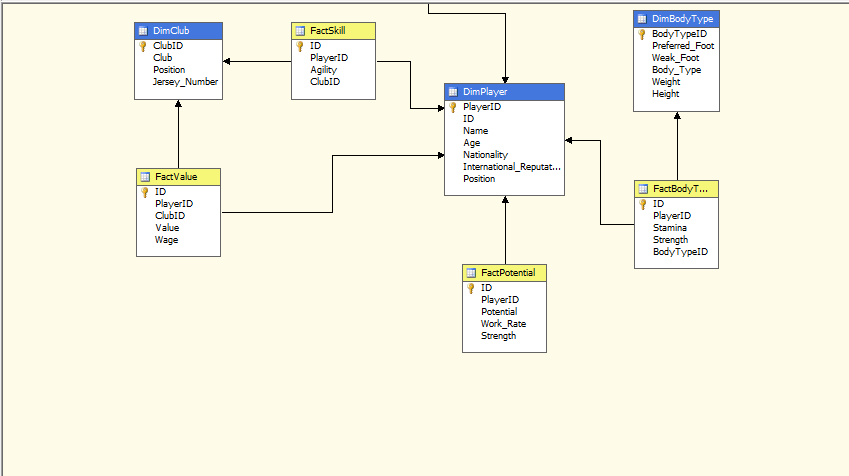 DimClub
ClubID
Club
Position
Jersey_Number
FactSkill
ID
PlayerID
Agility
ClubID
DimPlayer
PlayerID
ID
Name
Age
Nationality
International_Reputat...
Position
DimBodyType
BodyTypeID
Preferred_Foot
Weak_Foot
Body_Type
Weight
Height
FactValue
ID
PlayerID
ClubID
Value
Wage
FactBodyT...
ID
PlayerID
Stamina
Strength
BodyTypeID
FactPotential
ID
PlayerID
Potential
Work_Rate
Strength